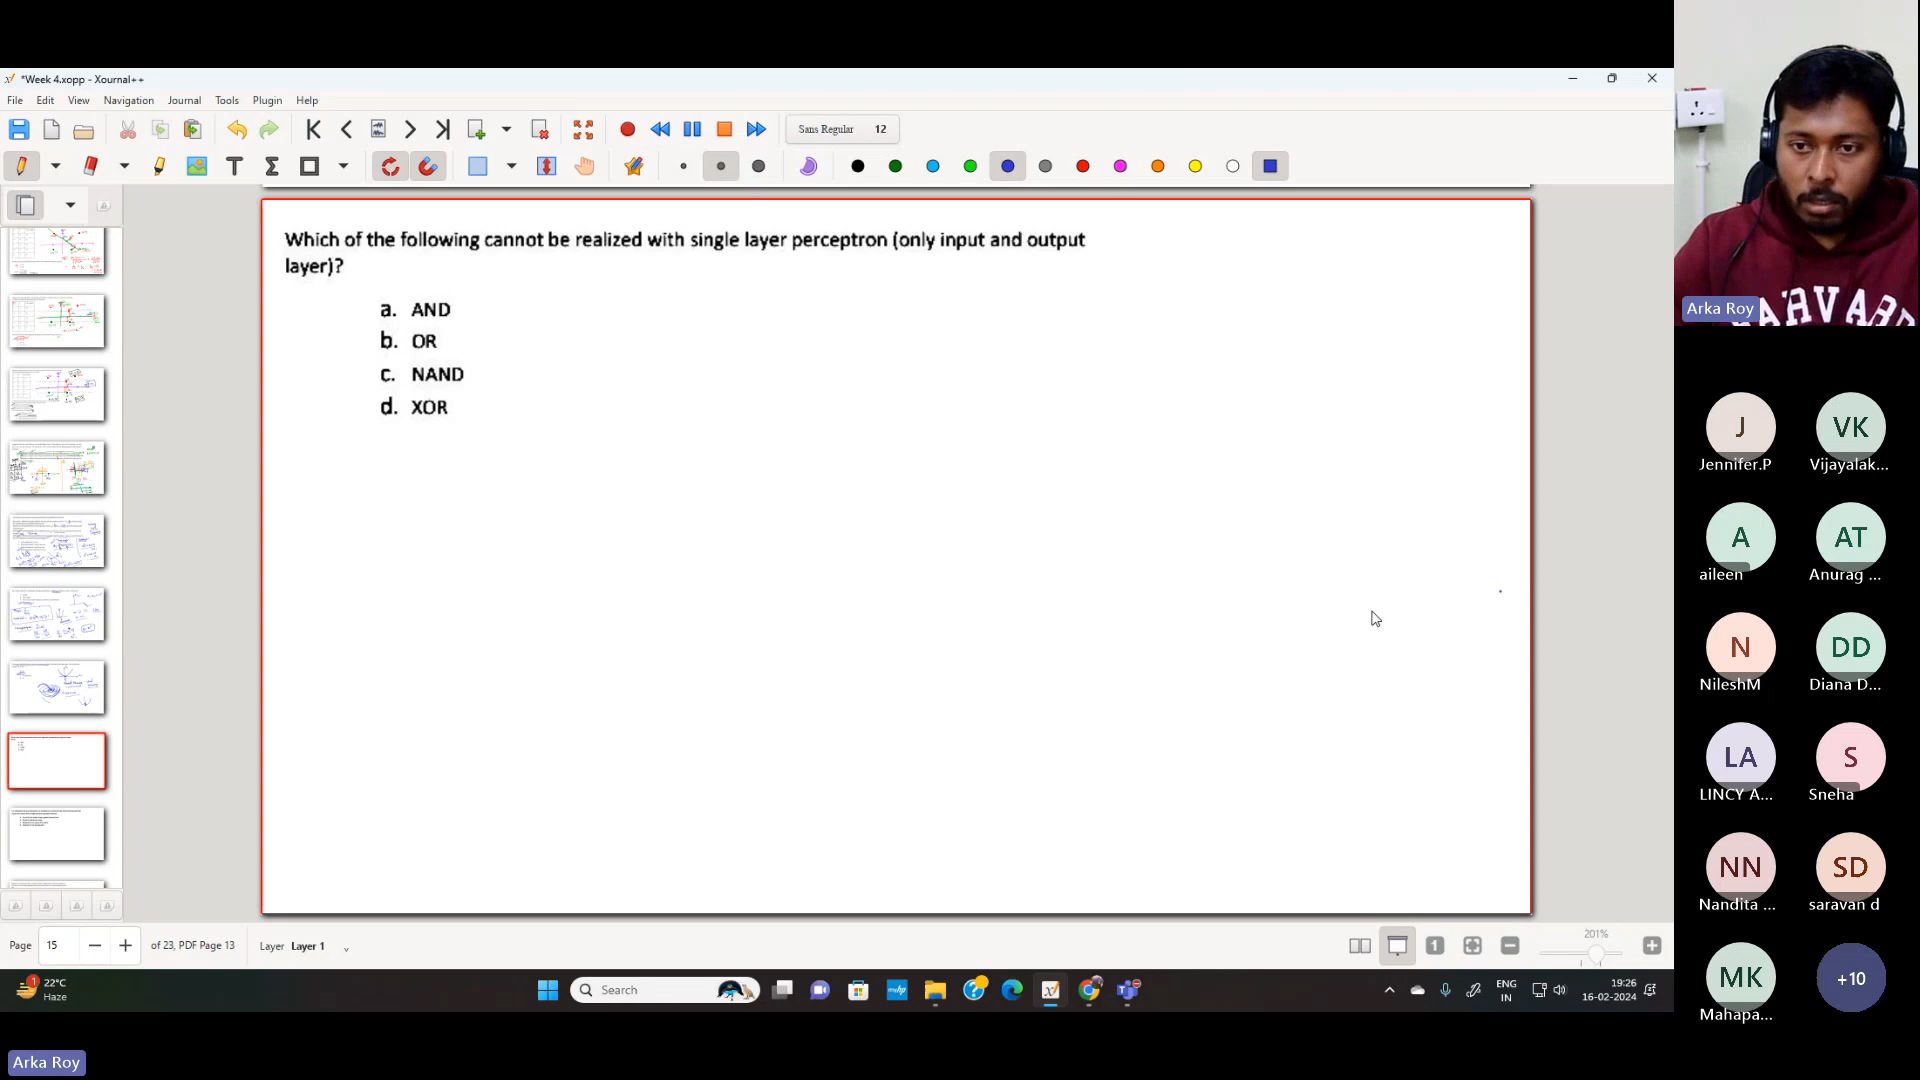 *Week 4.xopp - Xournal++
File Edit View Navigation Journal Tools Plugin Help
Sans Regular 12
Which of the following cannot be realized with single layer perceptron (only input and output
layer)?
a. AND
b. OR
c. NAND
d. XOR
Page 15 of 23, PDF Page 13 Layer Layer 1
201%
22°C
Haze
Search
ENG
IN
19:26
16-02-2024
Arka Roy
Arka Roy
J VK
Jennifer.P Vijayalak...
A AT
aileen Anurag ...
N DD
NileshM Diana D...
LA S
LINCY A... Sneha
NN SD
Nandita ... saravan d
MK +10
Mahapa...
HARVARD